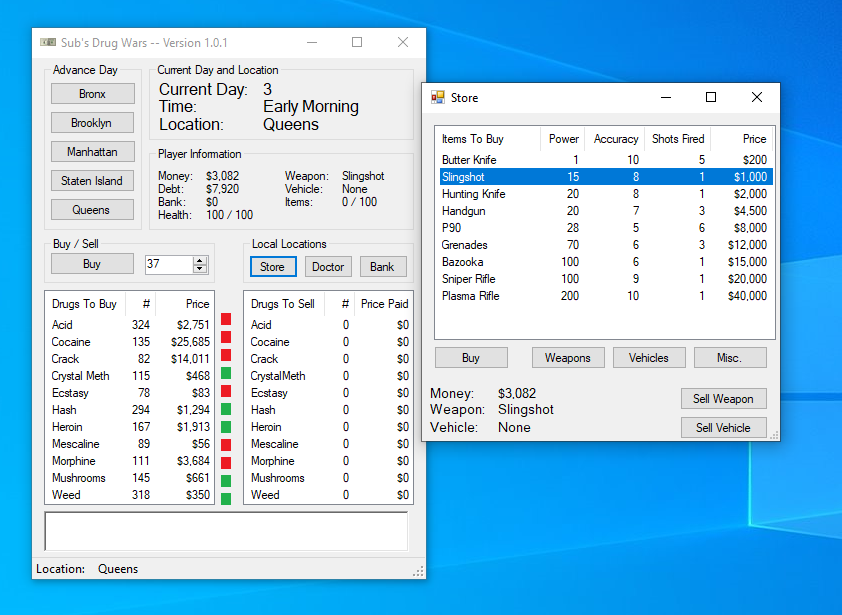 Sub's Drug Wars -- Version 1.0.1
Advance Day
Bronx
Brooklyn
Manhattan
Staten Island
Queens
Current Day and Location
Current Day: 3
Time: Early Morning
Location: Queens
Player Information
Money: $3,082 Weapon: Slingshot
Debt: $7,920 Vehicle: None
Bank: $0 Items: 0 / 100
Health: 100 / 100
Buy / Sell
Buy 37
Local Locations
Store Doctor Bank
Drugs To Buy # Price
Acid 324 $2,751
Cocaine 135 $25,685
Crack 82 $14,011
Crystal Meth 115 $468
Ecstasy 78 $83
Hash 294 $1,294
Heroin 167 $1,913
Mescaline 89 $56
Morphine 111 $3,684
Mushrooms 145 $661
Weed 318 $350
Drugs To Sell # Price Paid
Acid 0 $0
Cocaine 0 $0
Crack 0 $0
CrystalMeth 0 $0
Ecstasy 0 $0
Hash 0 $0
Heroin 0 $0
Mescaline 0 $0
Morphine 0 $0
Mushrooms 0 $0
Weed 0 $0
Location: Queens
Store
Items To Buy Power Accuracy Shots Fired Price
Butter Knife 1 10 5 $200
Slingshot 15 8 1 $1,000
Hunting Knife 20 8 1 $2,000
Handgun 20 7 3 $4,500
P90 28 5 6 $8,000
Grenades 70 6 3 $12,000
Bazooka 100 6 1 $15,000
Sniper Rifle 100 9 1 $20,000
Plasma Rifle 200 10 1 $40,000
Buy Weapons Vehicles Misc.
Money: $3,082
Weapon: Slingshot
Vehicle: None
Sell Weapon
Sell Vehicle